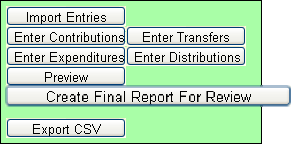 Import Entries
Enter Contributions Enter Transfers
Enter Expenditures Enter Distributions
Preview
Create Final Report For Review
Export CSV